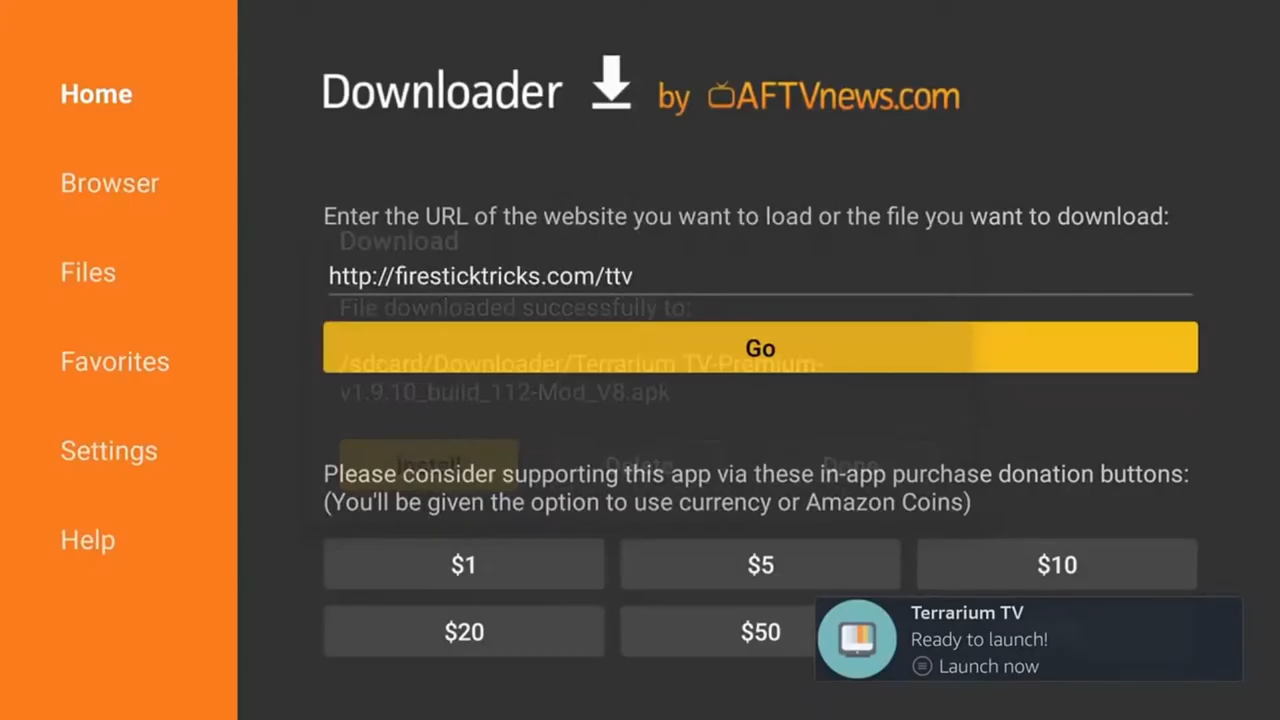 Home
Browser
Files
Favorites
Settings
Help
Downloader by AFTVnews.com
Enter the URL of the website you want to load or the file you want to download:
Download
http://firesticktricks.com/ttv
File downloaded successfully to:
Go
/sdcard/Downloader/Terrarium TV-Premium-
v1.9.10_build_112-Mod_V8.apk
Install Delete Done
Please consider supporting this app via these in-app purchase donation buttons:
(You'll be given the option to use currency or Amazon Coins)
$1 $5 $10
$20 $50
Terrarium TV
Ready to launch!
Launch now